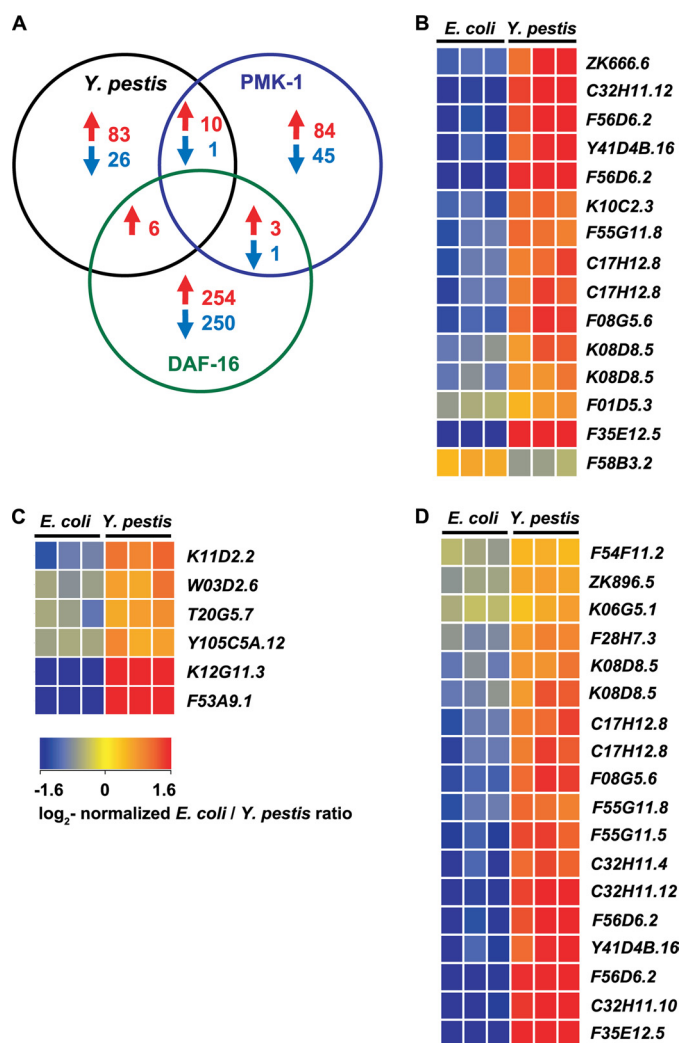 A
Y. pestis
PMK-1
83
26
10
1
84
45
6
3
1
254
250
DAF-16
B
E. coli Y. pestis
ZK666.6
C32H11.12
F56D6.2
Y41D4B.16
F56D6.2
K10C2.3
F55G11.8
C17H12.8
C17H12.8
F08G5.6
K08D8.5
K08D8.5
F01D5.3
F35E12.5
F58B3.2
C
E. coli Y. pestis
K11D2.2
W03D2.6
T20G5.7
Y105C5A.12
K12G11.3
F53A9.1
-1.6 0 1.6
log2- normalized E. coli / Y. pestis ratio
D
E. coli Y. pestis
F54F11.2
ZK896.5
K06G5.1
F28H7.3
K08D8.5
K08D8.5
C17H12.8
C17H12.8
F08G5.6
F55G11.8
F55G11.5
C32H11.4
C32H11.12
F56D6.2
Y41D4B.16
F56D6.2
C32H11.10
F35E12.5